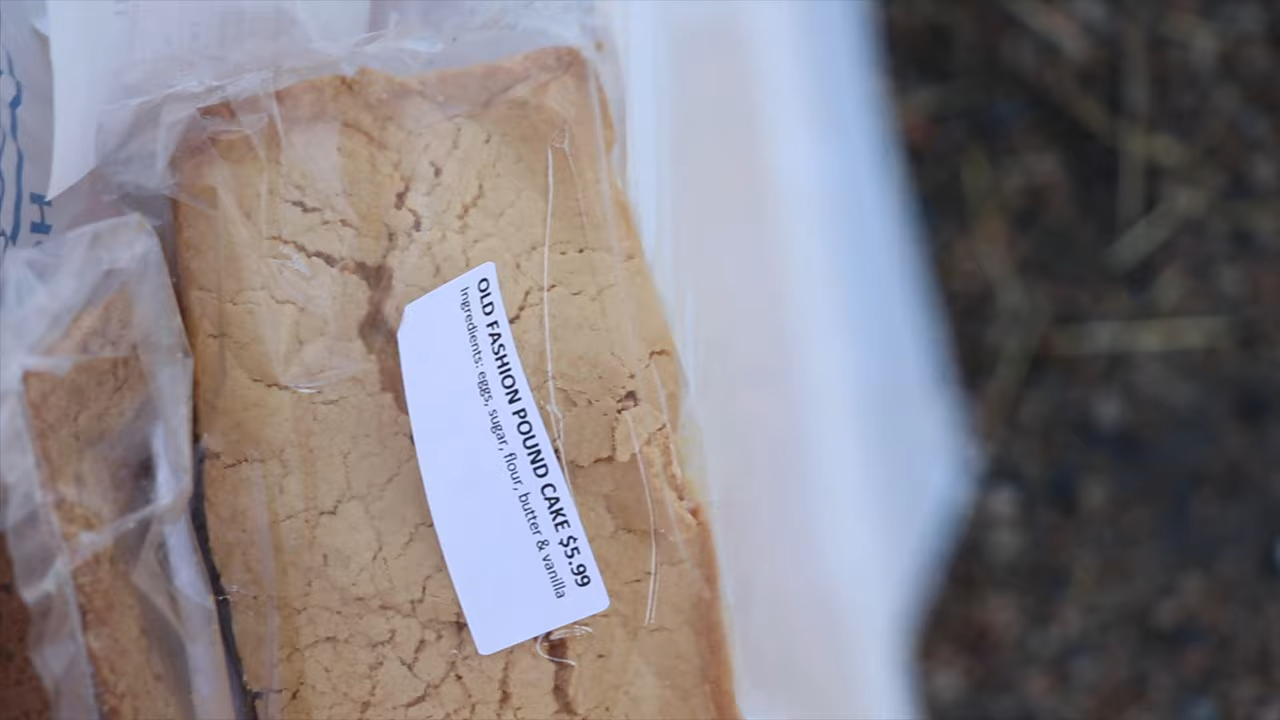 OLD FASHION POUND CAKE $5.99
Ingredients: eggs, sugar, flour, butter & vanilla